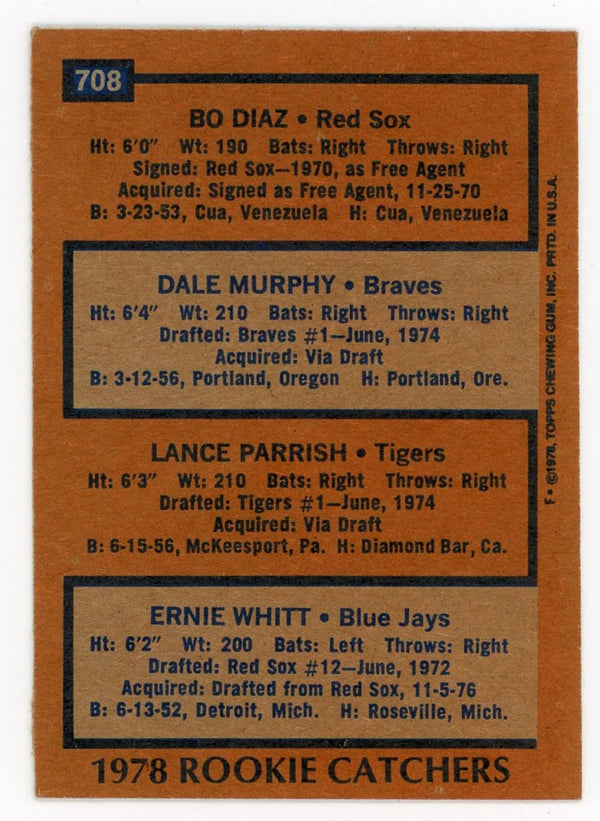 708
BO DIAZ • Red Sox
Ht: 6'0" Wt: 190 Bats: Right Throws: Right
Signed: Red Sox—1970, as Free Agent
Acquired: Signed as Free Agent, 11-25-70
B: 3-23-53, Cua, Venezuela H: Cua, Venezuela
DALE MURPHY • Braves
Ht: 6'4" Wt: 210 Bats: Right Throws: Right
Drafted: Braves #1—June, 1974
Acquired: Via Draft
B: 3-12-56, Portland, Oregon H: Portland, Ore.
LANCE PARRISH • Tigers
Ht: 6'3" Wt: 210 Bats: Right Throws: Right
Drafted: Tigers #1—June, 1974
Acquired: Via Draft
B: 6-15-56, McKeesport, Pa. H: Diamond Bar, Ca.
ERNIE WHITT • Blue Jays
Ht: 6'2" Wt: 200 Bats: Left Throws: Right
Drafted: Red Sox #12—June, 1972
Acquired: Drafted from Red Sox, 11-5-76
B: 6-13-52, Detroit, Mich. H: Roseville, Mich.
1978 ROOKIE CATCHERS
F• ©1978, TOPPS CHEWING GUM, INC. PRTD. IN U.S.A.